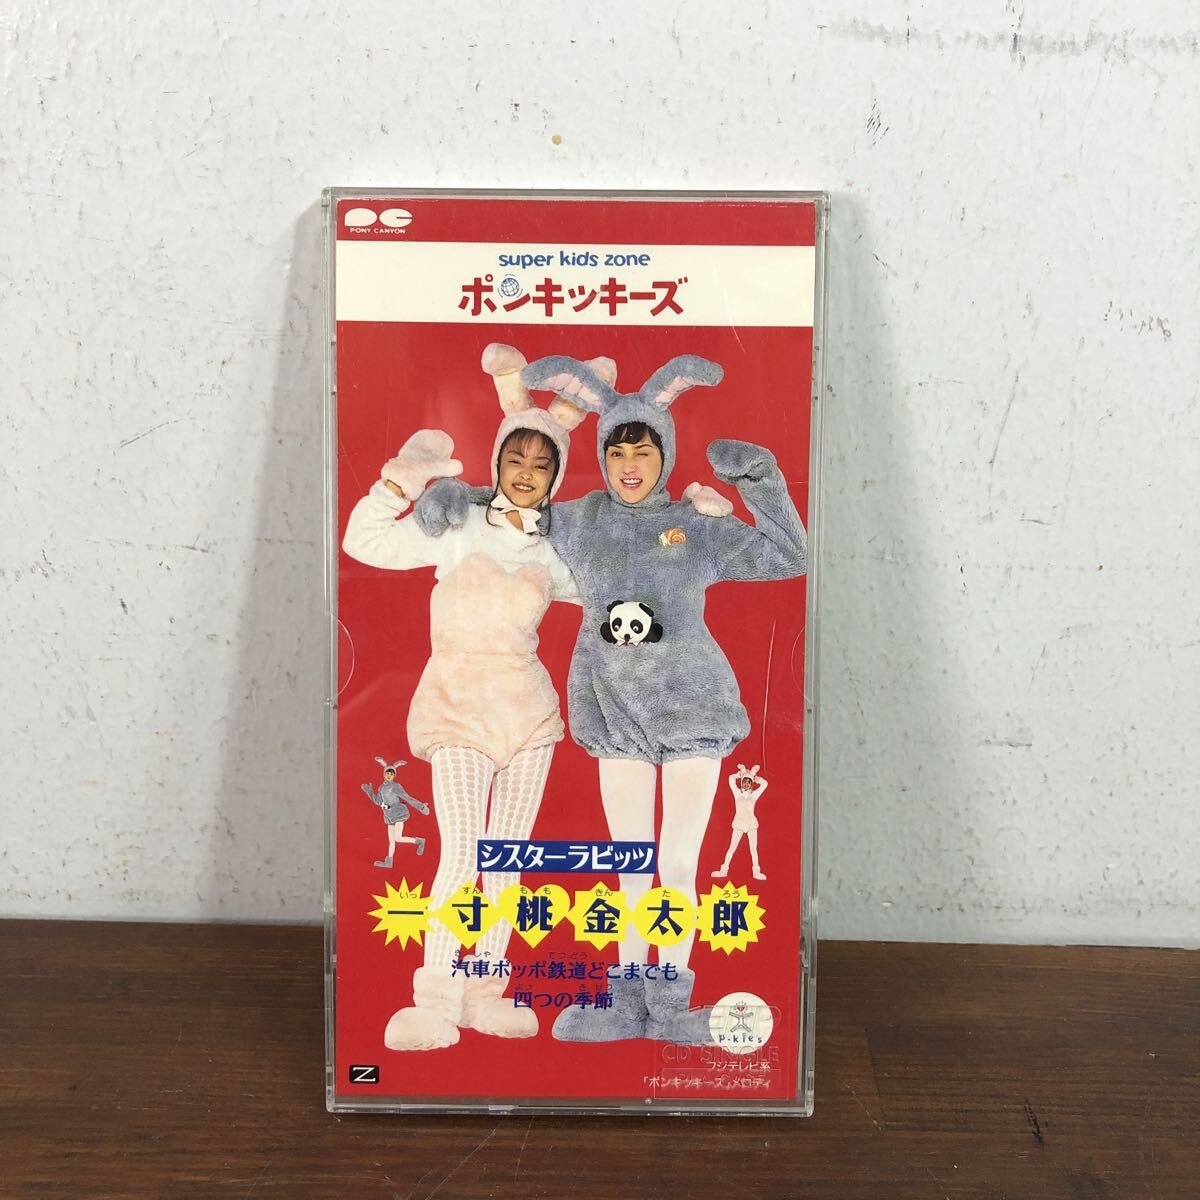 PONY CANYON
super kids zone
ポンキッキーズ
シスターラビッツ
いっ すん もも きん た ろう
一寸桃金太郎
き しゃ てつ どう
汽車ポッポ鉄道どこまでも
よっ き せつ
四つの季節
P-kies
CD SINGLE
フジテレビ系
「ポンキッキーズ」メロディ
Z